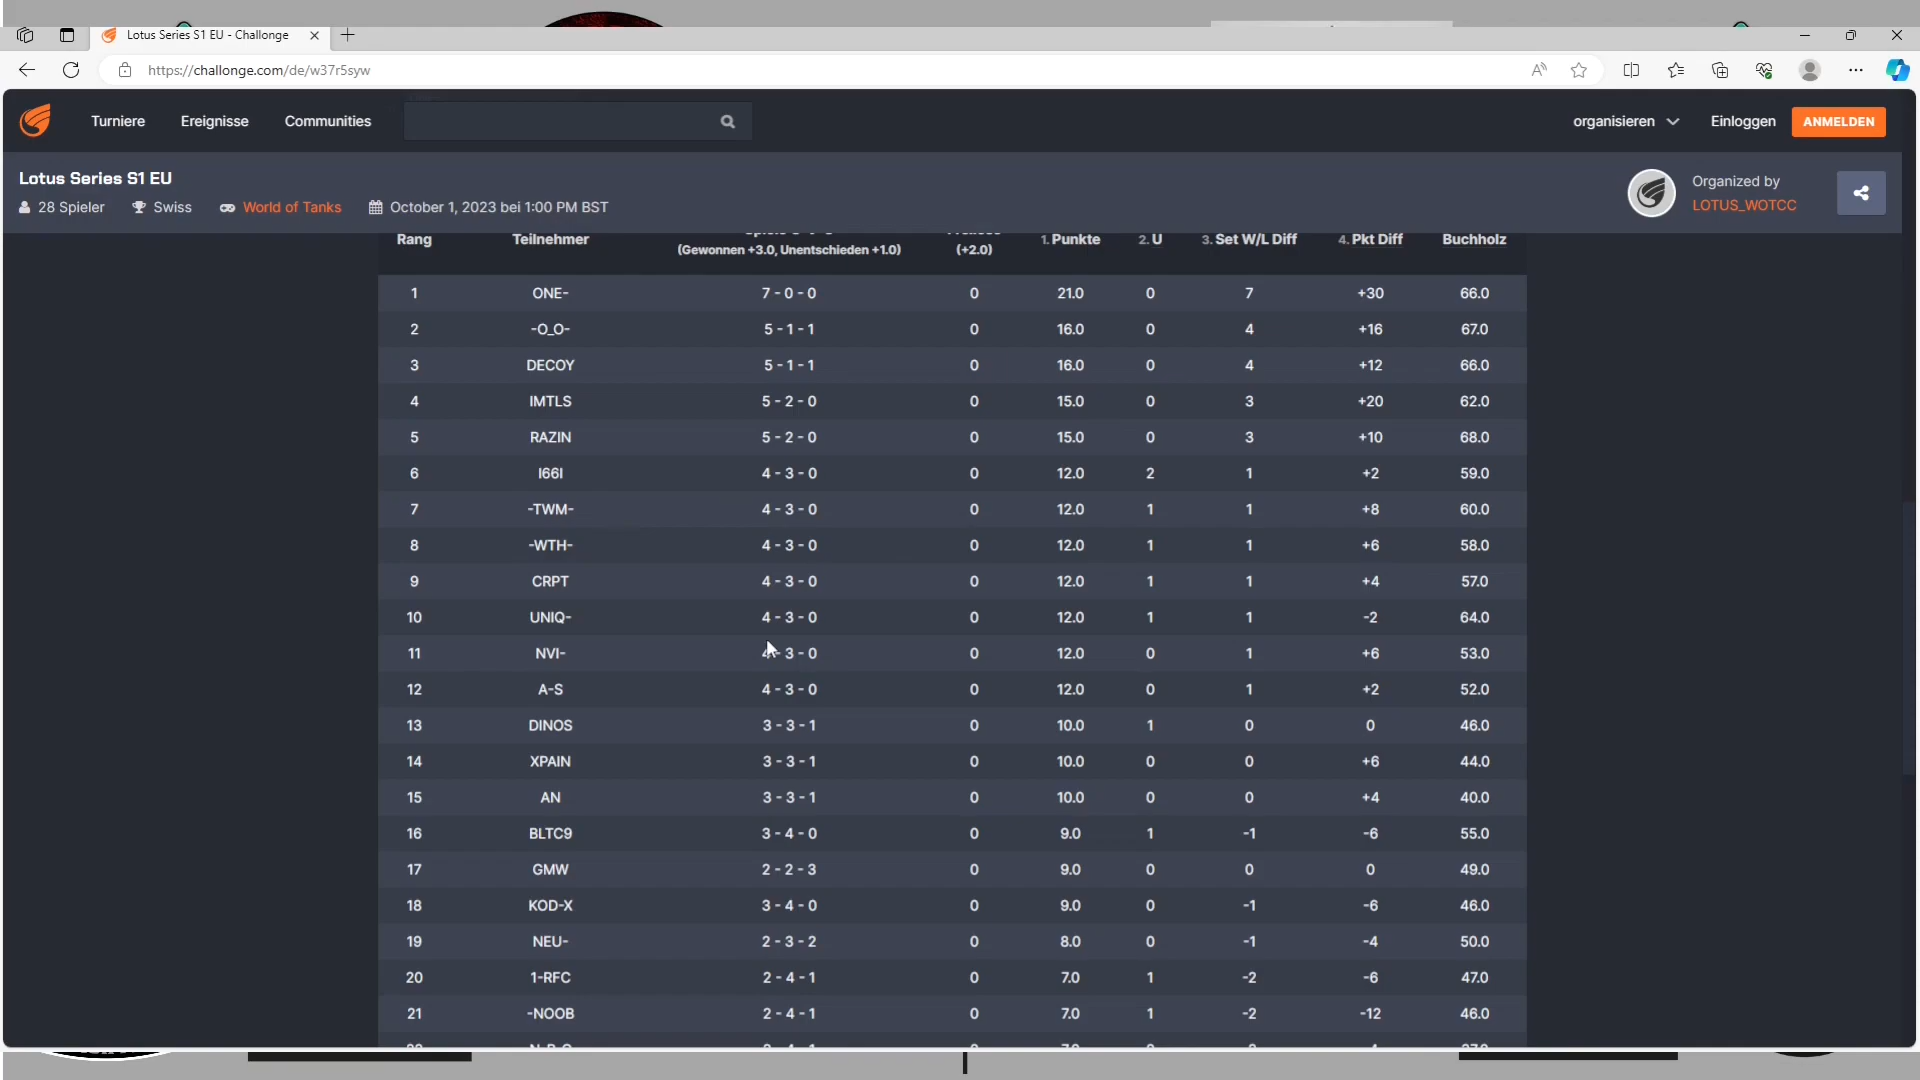 Lotus Series S1 EU - Challonge
https://challonge.com/de/w37r5syw
Turniere Ereignisse Communities organisieren Einloggen ANMELDEN
Lotus Series S1 EU
28 Spieler Swiss World of Tanks October 1, 2023 bei 1:00 PM BST
Organized by
LOTUS_WOTCC
Rang Teilnehmer (Gewonnen +3.0, Unentschieden +1.0) (+2.0) 1. Punkte 2. U 3. Set W/L Diff 4. Pkt Diff Buchholz
1 ONE- 7 - 0 - 0 0 21.0 0 7 +30 66.0
2 -O_O- 5 - 1 - 1 0 16.0 0 4 +16 67.0
3 DECOY 5 - 1 - 1 0 16.0 0 4 +12 66.0
4 IMTLS 5 - 2 - 0 0 15.0 0 3 +20 62.0
5 RAZIN 5 - 2 - 0 0 15.0 0 3 +10 68.0
6 I66I 4 - 3 - 0 0 12.0 2 1 +2 59.0
7 -TWM- 4 - 3 - 0 0 12.0 1 1 +8 60.0
8 -WTH- 4 - 3 - 0 0 12.0 1 1 +6 58.0
9 CRPT 4 - 3 - 0 0 12.0 1 1 +4 57.0
10 UNIQ- 4 - 3 - 0 0 12.0 1 1 -2 64.0
11 NVI- 4 - 3 - 0 0 12.0 0 1 +6 53.0
12 A-S 4 - 3 - 0 0 12.0 0 1 +2 52.0
13 DINOS 3 - 3 - 1 0 10.0 1 0 0 46.0
14 XPAIN 3 - 3 - 1 0 10.0 0 0 +6 44.0
15 AN 3 - 3 - 1 0 10.0 0 0 +4 40.0
16 BLTC9 3 - 4 - 0 0 9.0 1 -1 -6 55.0
17 GMW 2 - 2 - 3 0 9.0 0 0 0 49.0
18 KOD-X 3 - 4 - 0 0 9.0 0 -1 -6 46.0
19 NEU- 2 - 3 - 2 0 8.0 0 -1 -4 50.0
20 1-RFC 2 - 4 - 1 0 7.0 1 -2 -6 47.0
21 -NOOB 2 - 4 - 1 0 7.0 1 -2 -12 46.0